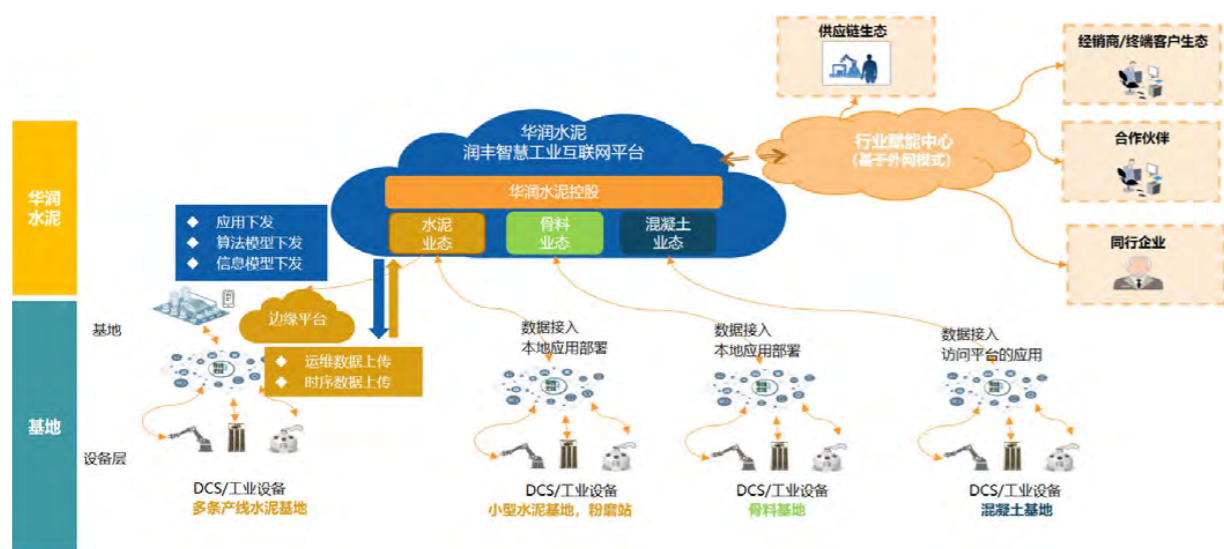 供应链生态
经销商/终端客户生态
华润水泥
润丰智慧工业互联网平台
行业赋能中心
(基于外网模式)
合作伙伴
华润水泥控股
华润
水泥
◆ 应用下发
◆ 算法模型下发
◆ 信息模型下发
水泥
业态
骨料
业态
混凝土
业态
同行企业
基地
边缘平台
◆ 运维数据上传
◆ 时序数据上传
数据接入
本地应用部署
数据接入
本地应用部署
数据接入
访问平台的应用
基地
设备层
DCS/工业设备
多条产线水泥基地
DCS/工业设备
小型水泥基地，粉磨站
DCS/工业设备
骨料基地
DCS/工业设备
混凝土基地